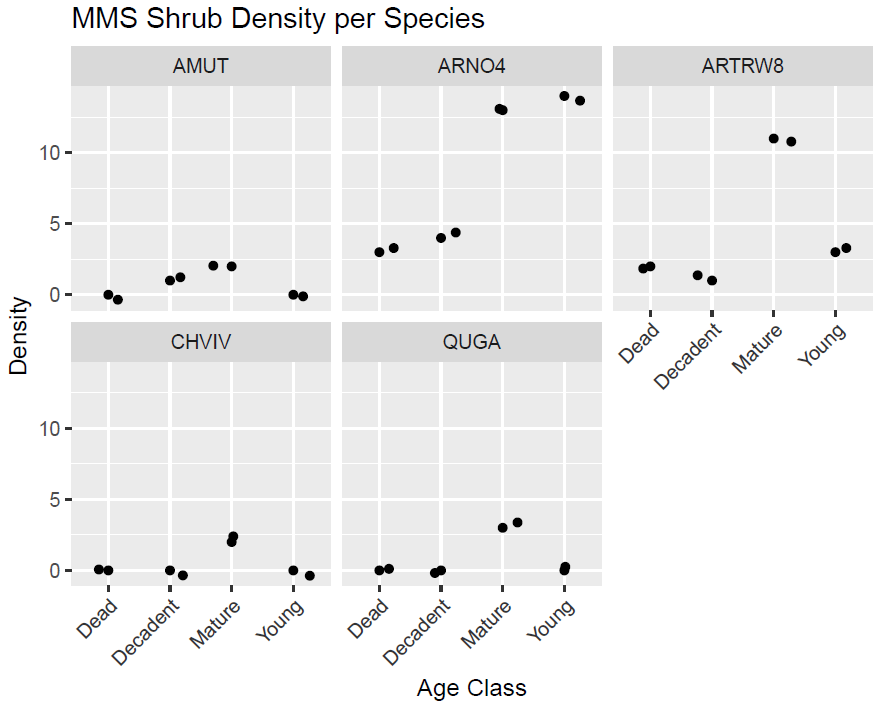 MMS Shrub Density per Species
AMUT
ARNO4
ARTRW8
10
5
0
Dead
Decadent
Mature
Young
CHVIV
QUGA
10
5
0
Dead
Decadent
Mature
Young
Dead
Decadent
Mature
Young
Density
Age Class